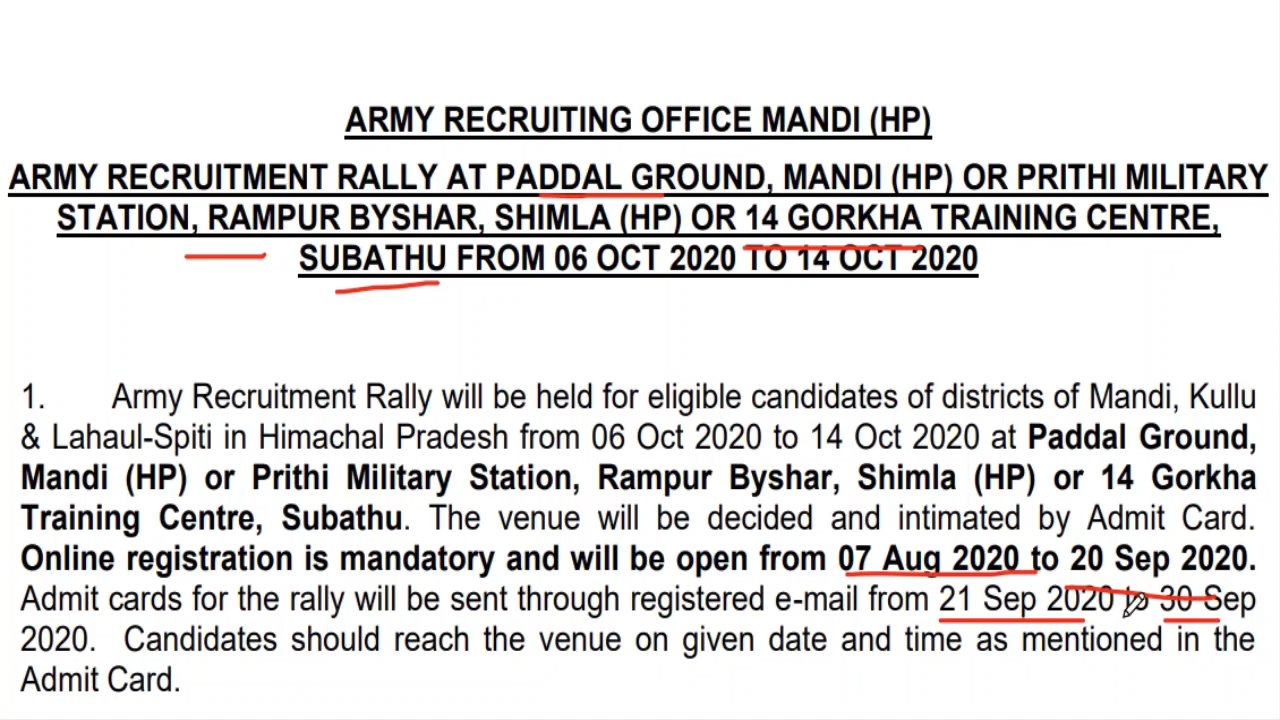 ARMY RECRUITING OFFICE MANDI (HP)
ARMY RECRUITMENT RALLY AT PADDAL GROUND, MANDI (HP) OR PRITHI MILITARY
STATION, RAMPUR BYSHAR, SHIMLA (HP) OR 14 GORKHA TRAINING CENTRE,
SUBATHU FROM 06 OCT 2020 TO 14 OCT 2020
1. Army Recruitment Rally will be held for eligible candidates of districts of Mandi, Kullu
& Lahaul-Spiti in Himachal Pradesh from 06 Oct 2020 to 14 Oct 2020 at Paddal Ground,
Mandi (HP) or Prithi Military Station, Rampur Byshar, Shimla (HP) or 14 Gorkha
Training Centre, Subathu. The venue will be decided and intimated by Admit Card.
Online registration is mandatory and will be open from 07 Aug 2020 to 20 Sep 2020.
Admit cards for the rally will be sent through registered e-mail from 21 Sep 2020 to 30 Sep
2020. Candidates should reach the venue on given date and time as mentioned in the
Admit Card.